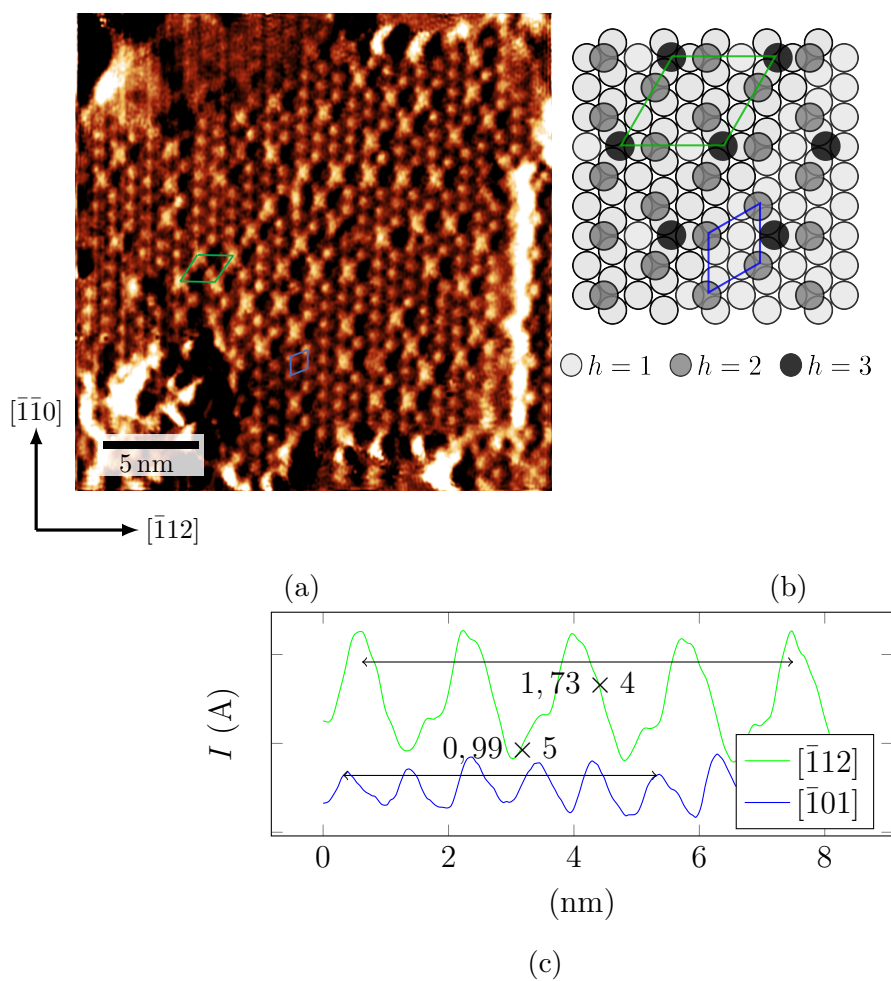 [1̄1̄0]
[1̄12]
5 nm
h = 1 h = 2 h = 3
(a) (b)
I (A)
1, 73 × 4
0, 99 × 5
[1̄12]
[1̄01]
0 2 4 6 8
(nm)
(c)